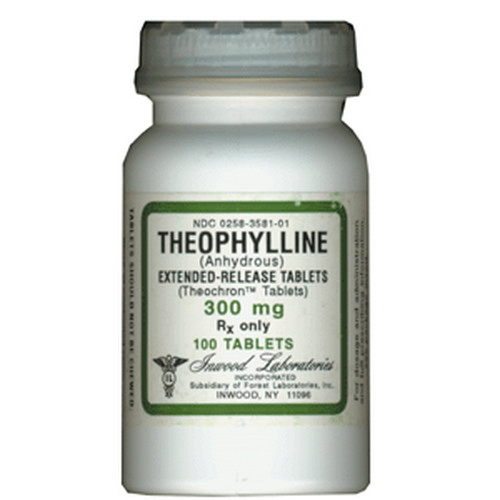 NDC 0258-3581-01
THEOPHYLLINE
(Anhydrous)
EXTENDED-RELEASE TABLETS
(Theochron™ Tablets)
300 mg
Rx only
100 TABLETS
Inwood Laboratories
INCORPORATED
Subsidiary of Forest Laboratories, Inc.
INWOOD, NY 11096
IL
TABLETS SHOULD NOT BE CHEWED.
For dosage and administration